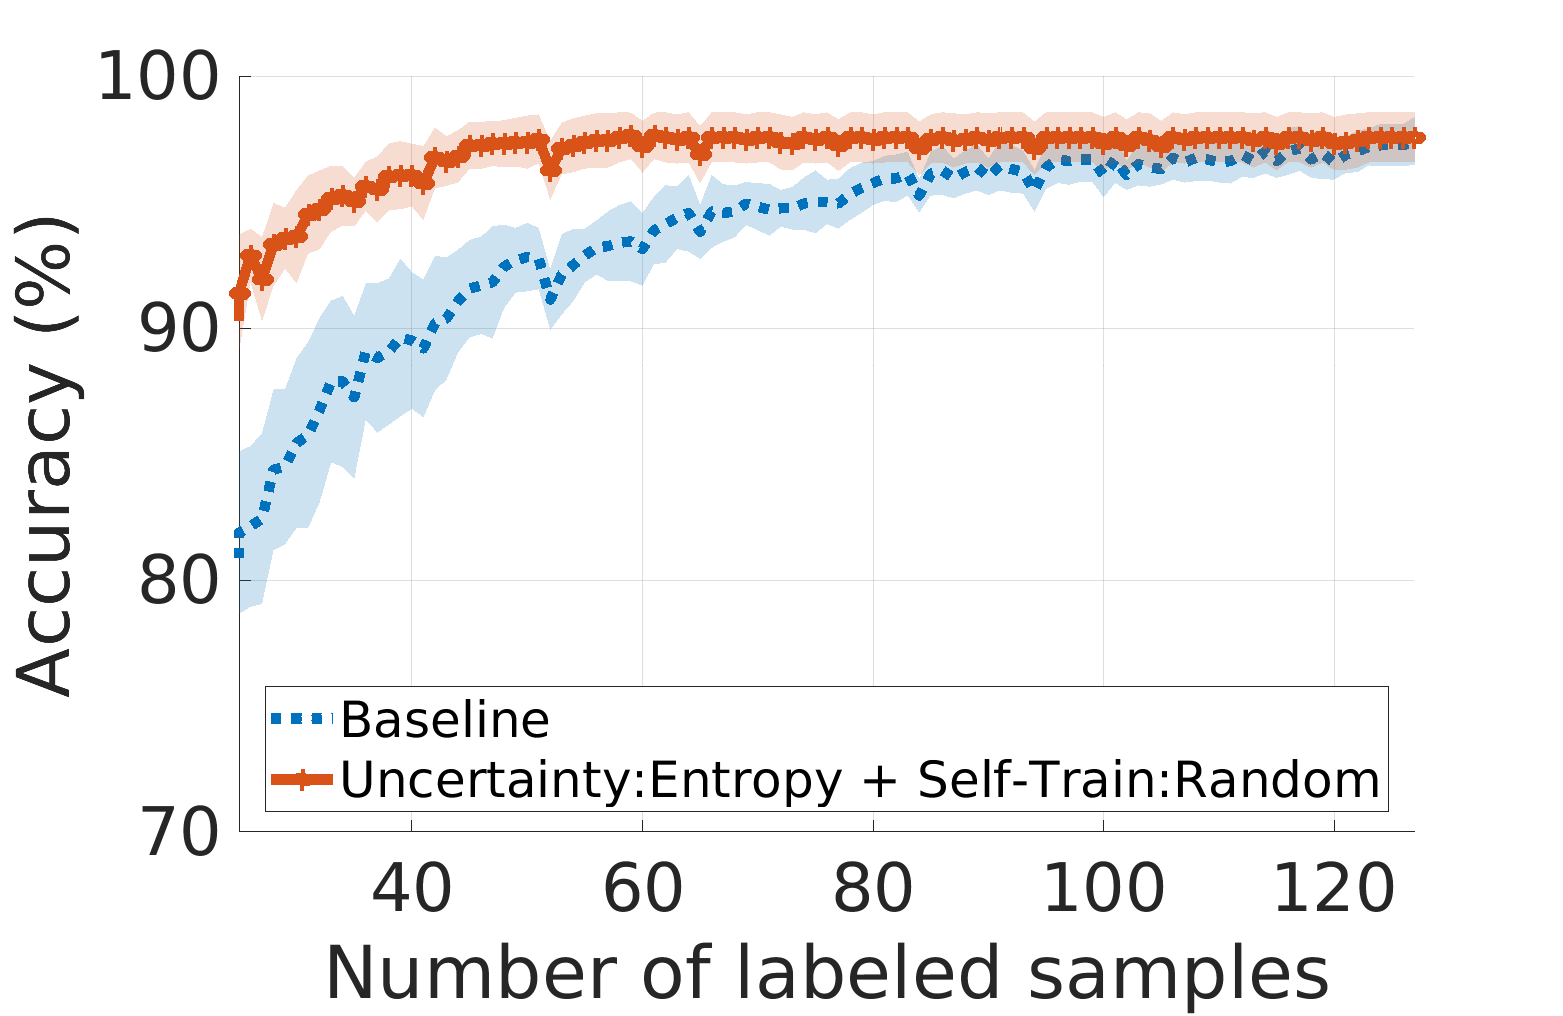 100
90
80
70
Accuracy (%)
Baseline
Uncertainty:Entropy + Self-Train:Random
40 60 80 100 120
Number of labeled samples